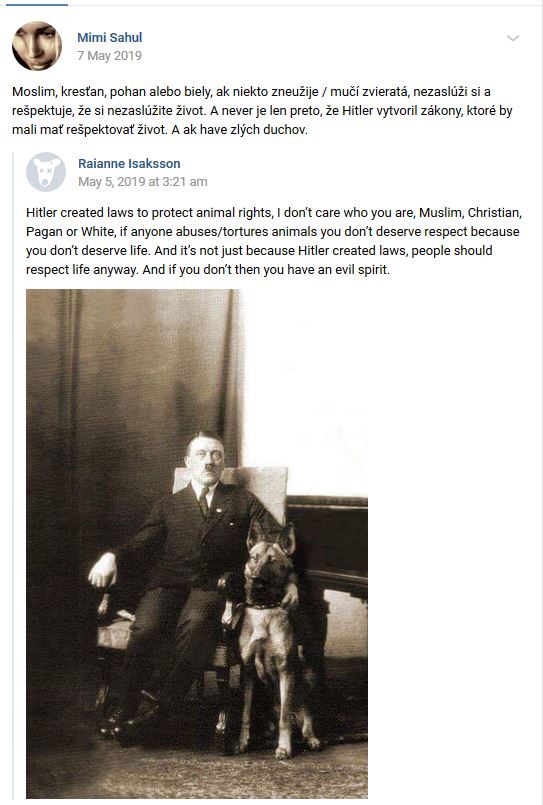 Mimi Sahul
7 May 2019
Moslim, kresťan, pohan alebo biely, ak niekto zneužije / mučí zvieratá, nezaslúži si a
rešpektuje, že si nezaslúžite život. A never je len preto, že Hitler vytvoril zákony, ktoré by
mali mať rešpektovať život. A ak have zlých duchov.
Raianne Isaksson
May 5, 2019 at 3:21 am
Hitler created laws to protect animal rights, I don’t care who you are, Muslim, Christian,
Pagan or White, if anyone abuses/tortures animals you don’t deserve respect because
you don’t deserve life. And it’s not just because Hitler created laws, people should
respect life anyway. And if you don’t then you have an evil spirit.